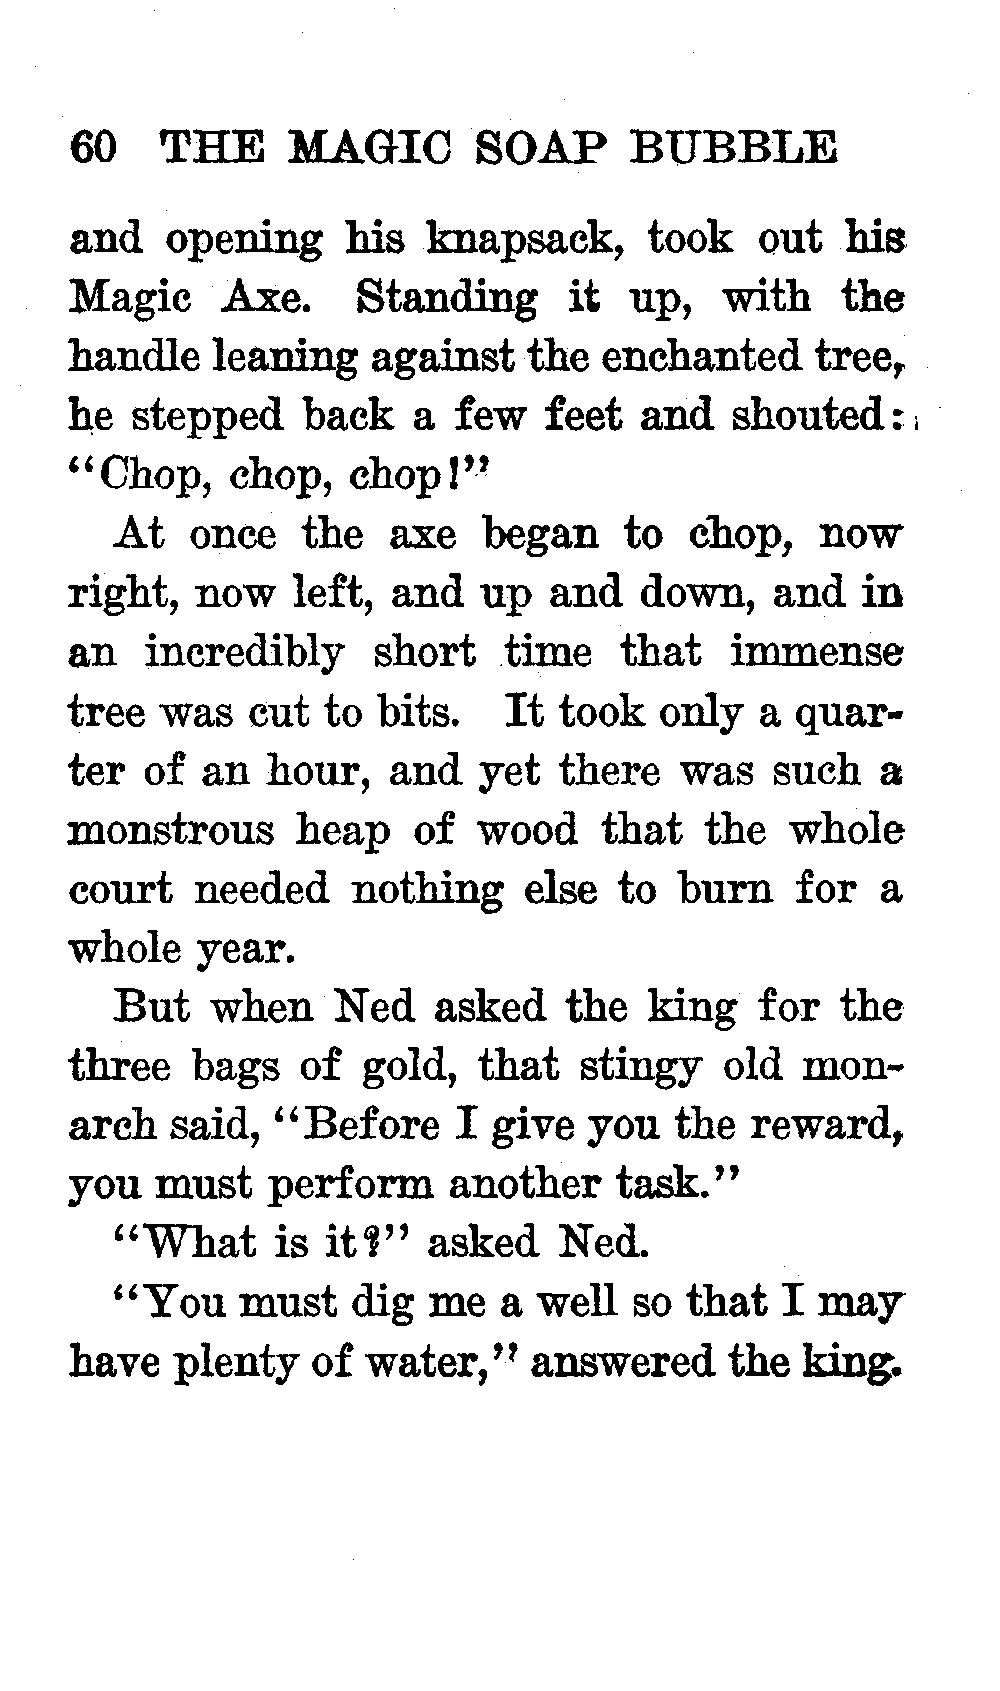 60 THE MAGIC SOAP BUBBLE
and opening his knapsack, took out his
Magic Axe. Standing it up, with the
handle leaning against the enchanted tree,
he stepped back a few feet and shouted:
“Chop, chop, chop!”
At once the axe began to chop, now
right, now left, and up and down, and in
an incredibly short time that immense
tree was cut to bits. It took only a quar-
ter of an hour, and yet there was such a
monstrous heap of wood that the whole
court needed nothing else to burn for a
whole year.
But when Ned asked the king for the
three bags of gold, that stingy old mon-
arch said, “Before I give you the reward,
you must perform another task.”
“What is it?” asked Ned.
“You must dig me a well so that I may
have plenty of water,” answered the king.